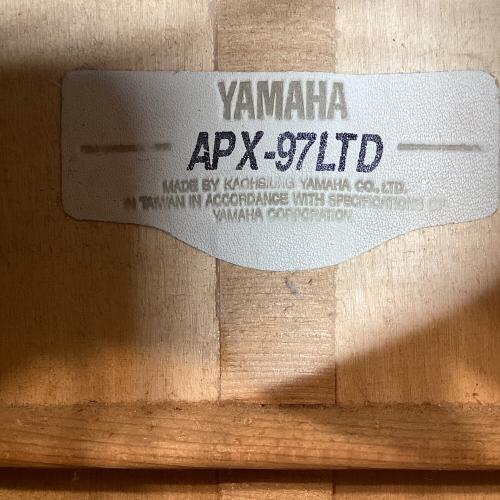 YAMAHA
APX-97LTD
MADE BY KAOHSIUNG YAMAHA CO., LTD.
IN TAIWAN IN ACCORDANCE WITH SPECIFICATIONS OF
YAMAHA CORPORATION